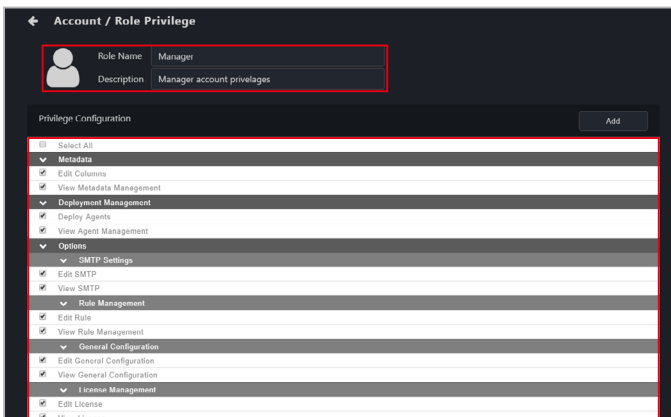 Account / Role Privilege
Role Name Manager
Description Manager account privelages
Privilege Configuration Add
Select All
Metadata
Edit Columns
View Metadata Management
Deployment Management
Deploy Agents
View Agent Management
Options
SMTP Settings
Edit SMTP
View SMTP
Rule Management
Edit Rule
View Rule Management
General Configuration
Edit General Configuration
View General Configuration
License Management
Edit License